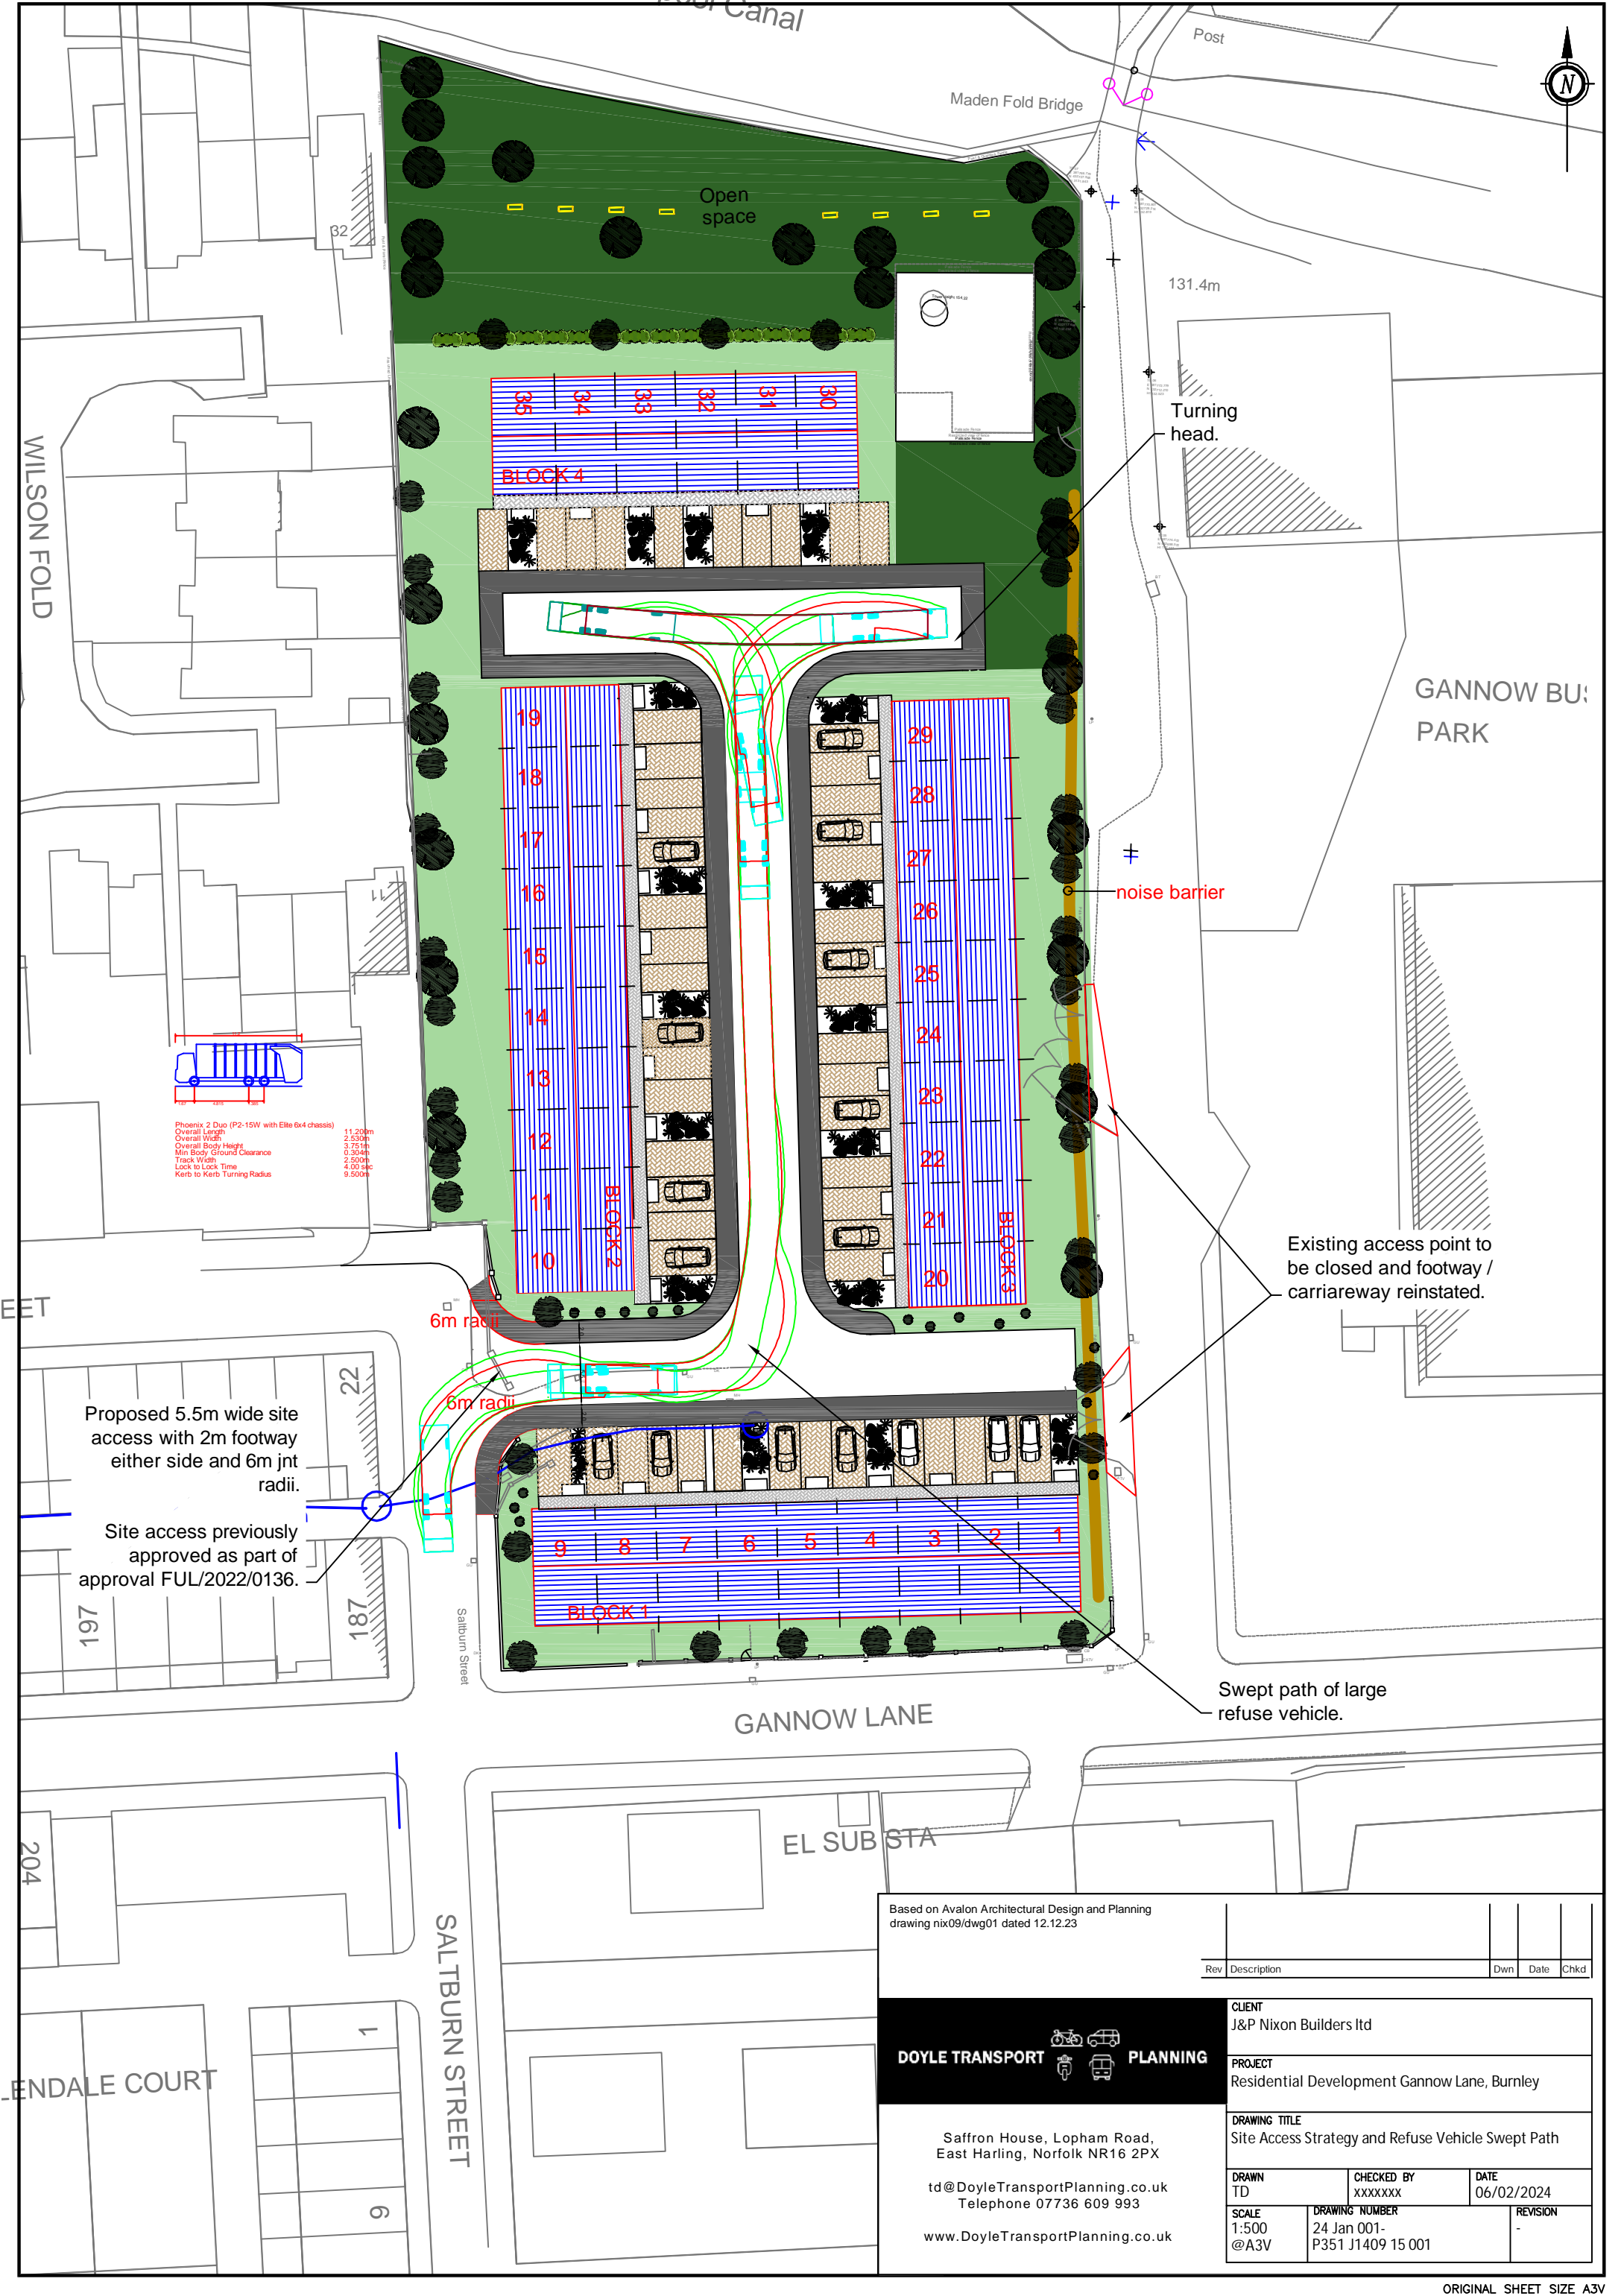 Canal
Post
Maden Fold Bridge
N
Open
space
32
131.4m
Turning
head.
WILSON FOLD
35
34
33
32
31
30
BLOCK 4
GANNOW BUS
PARK
19
18
17
16
15
14
13
12
11
10
BLOCK 2
29
28
27
26
25
24
23
22
21
20
BLOCK 3
noise barrier
Phoenix 2 Duo (P2-15W with Elite 6x4 chassis)
Overall Length 11.200m
Overall Width 2.530m
Overall Body Height 3.751m
Min Body Ground Clearance 0.304m
Track Width 2.500m
Lock to Lock Time 4.00 sec
Kerb to Kerb Turning Radius 9.500m
Existing access point to
be closed and footway /
carriareway reinstated.
EET
6m radii
6m radii
22
Proposed 5.5m wide site
access with 2m footway
either side and 6m jnt
radii.
Site access previously
approved as part of
approval FUL/2022/0136.
197
187
Saltburn Street
9
8
7
6
5
4
3
2
1
BLOCK 1
Swept path of large
refuse vehicle.
GANNOW LANE
EL SUB STA
204
SALTBURN STREET
1
LENDALE COURT
9
Based on Avalon Architectural Design and Planning
drawing nix09/dwg01 dated 12.12.23
Rev Description Dwn Date Chkd
DOYLE TRANSPORT PLANNING
Saffron House, Lopham Road,
East Harling, Norfolk NR16 2PX
td@DoyleTransportPlanning.co.uk
Telephone 07736 609 993
www.DoyleTransportPlanning.co.uk
CLIENT
J&P Nixon Builders ltd
PROJECT
Residential Development Gannow Lane, Burnley
DRAWING TITLE
Site Access Strategy and Refuse Vehicle Swept Path
DRAWN CHECKED BY DATE
TD xxxxxxx 06/02/2024
SCALE DRAWING NUMBER REVISION
1:500 24 Jan 001- -
@A3V P351 J1409 15 001
ORIGINAL SHEET SIZE A3V